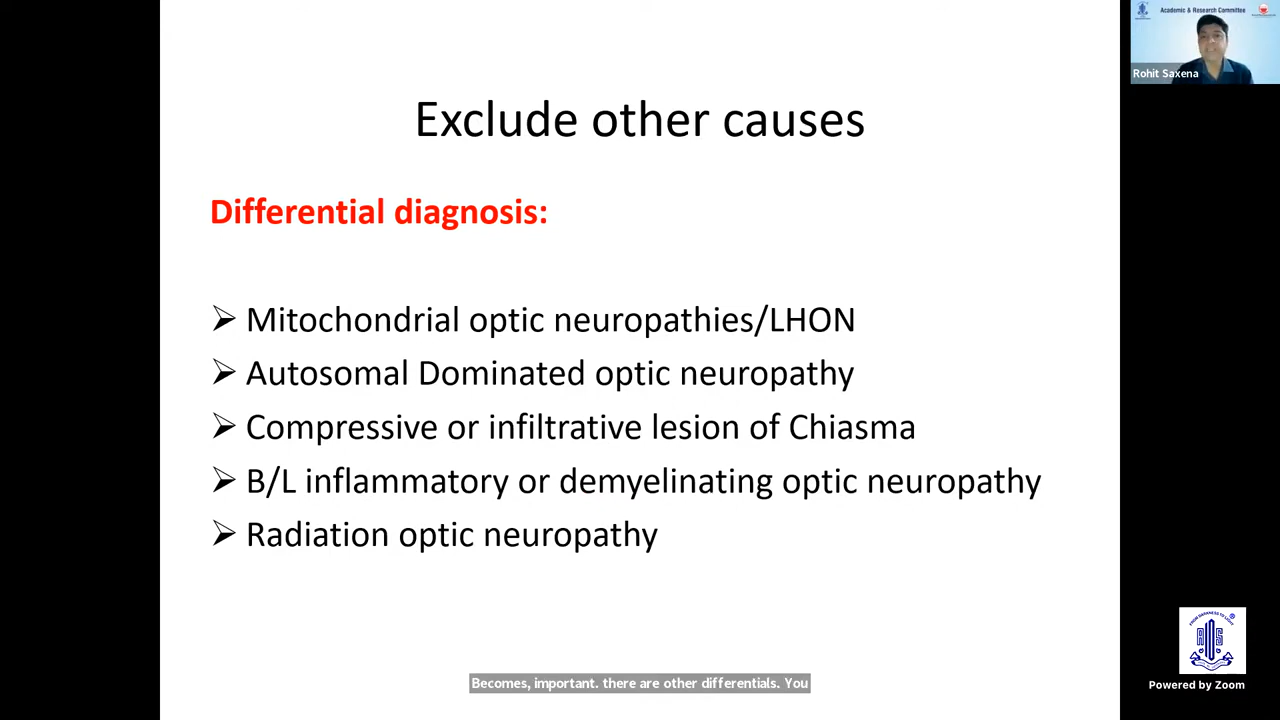 Academic & Research Committee
Rohit Saxena
Exclude other causes
Differential diagnosis:
Mitochondrial optic neuropathies/LHON
Autosomal Dominated optic neuropathy
Compressive or infiltrative lesion of Chiasma
B/L inflammatory or demyelinating optic neuropathy
Radiation optic neuropathy
Becomes, important. there are other differentials. You
Powered by Zoom